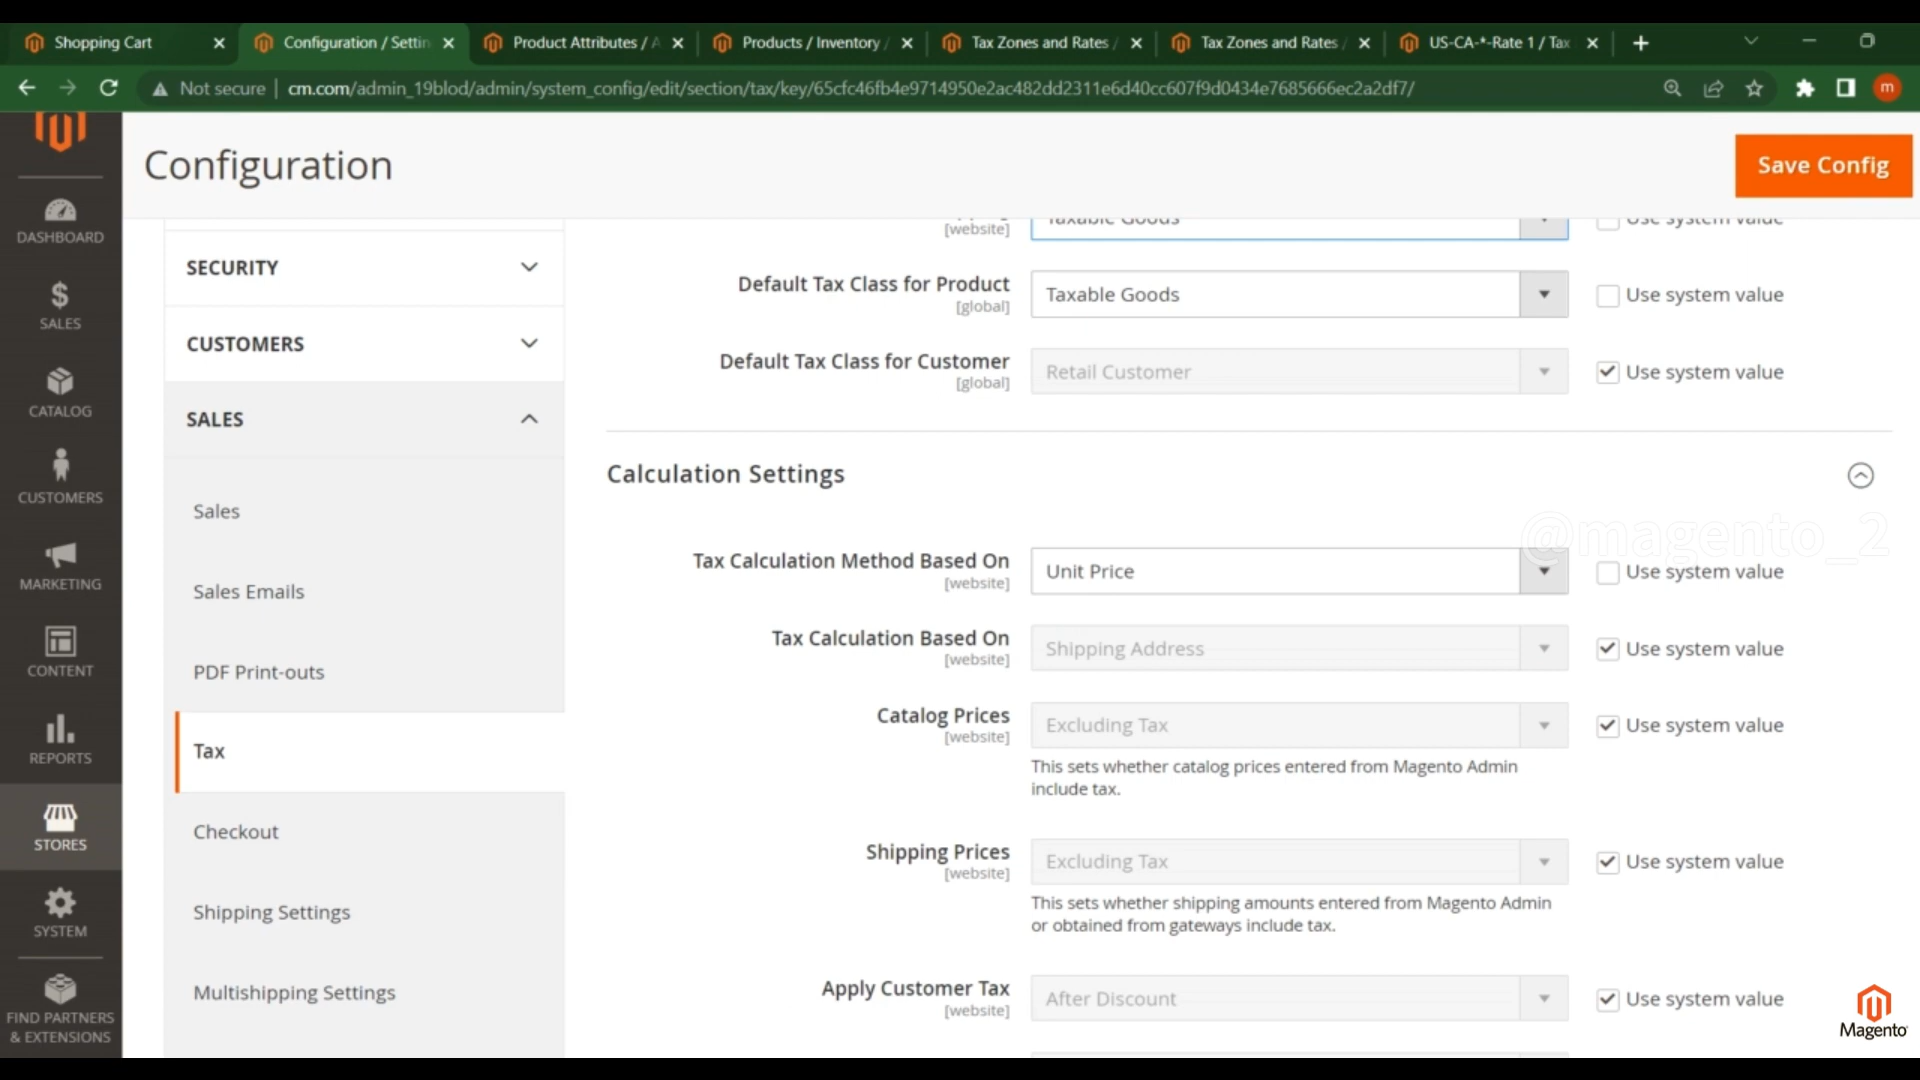 Shopping Cart
Configuration / Settin
Product Attributes / A
Products / Inventory /
Tax Zones and Rates /
Tax Zones and Rates /
US-CA-*-Rate 1 / Tax
Not secure
cm.com/admin_19blod/admin/system_config/edit/section/tax/key/65cfc46fb4e9714950e2ac482dd2311e6d40cc607f9d0434e7685666ec2a2df7/
m
Configuration
Save Config
DASHBOARD
SALES
CATALOG
CUSTOMERS
MARKETING
CONTENT
REPORTS
STORES
SYSTEM
FIND PARTNERS
& EXTENSIONS
SECURITY
CUSTOMERS
SALES
Sales
Sales Emails
PDF Print-outs
Tax
Checkout
Shipping Settings
Multishipping Settings
[website]
Taxable Goods
Use system value
Default Tax Class for Product
[global]
Taxable Goods
Use system value
Default Tax Class for Customer
[global]
Retail Customer
Use system value
Calculation Settings
@magento_2
Tax Calculation Method Based On
[website]
Unit Price
Use system value
Tax Calculation Based On
[website]
Shipping Address
Use system value
Catalog Prices
[website]
Excluding Tax
Use system value
This sets whether catalog prices entered from Magento Admin
include tax.
Shipping Prices
[website]
Excluding Tax
Use system value
This sets whether shipping amounts entered from Magento Admin
or obtained from gateways include tax.
Apply Customer Tax
[website]
After Discount
Use system value
Magento